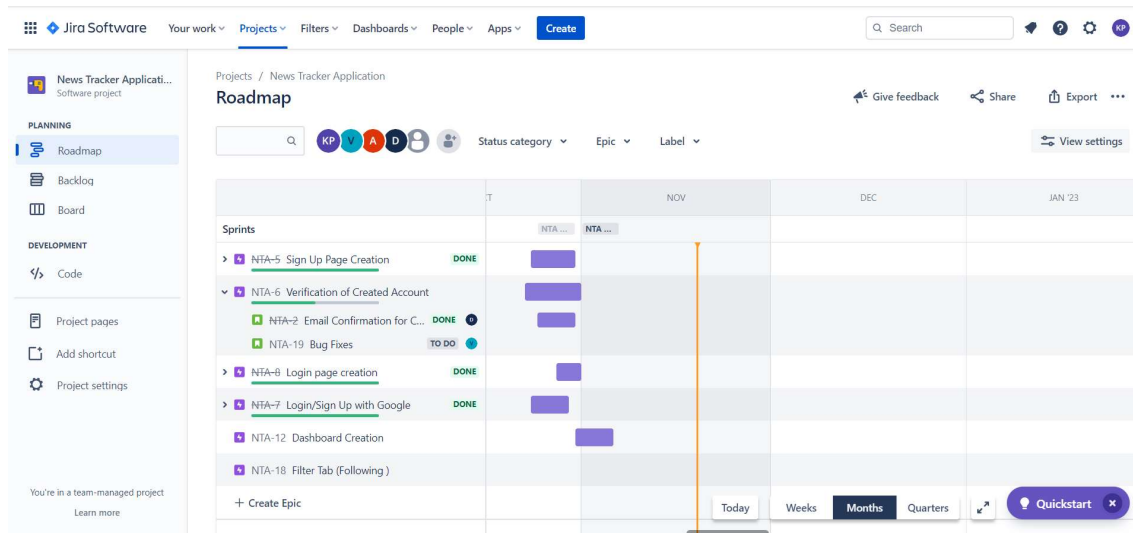 Jira Software Your work Projects Filters Dashboards People Apps Create Search KP
News Tracker Applicati...
Software project
PLANNING
Roadmap
Backlog
Board
DEVELOPMENT
Code
Project pages
Add shortcut
Project settings
You're in a team-managed project
Learn more
Projects / News Tracker Application
Roadmap
Give feedback Share Export
KP V A D Status category Epic Label View settings
CT NOV DEC JAN '23
Sprints NTA ... NTA ...
NTA-5 Sign Up Page Creation DONE
NTA-6 Verification of Created Account
NTA-2 Email Confirmation for C... DONE D
NTA-19 Bug Fixes TO DO V
NTA-8 Login page creation DONE
NTA-7 Login/Sign Up with Google DONE
NTA-12 Dashboard Creation
NTA-18 Filter Tab (Following )
+ Create Epic
Today Weeks Months Quarters Quickstart